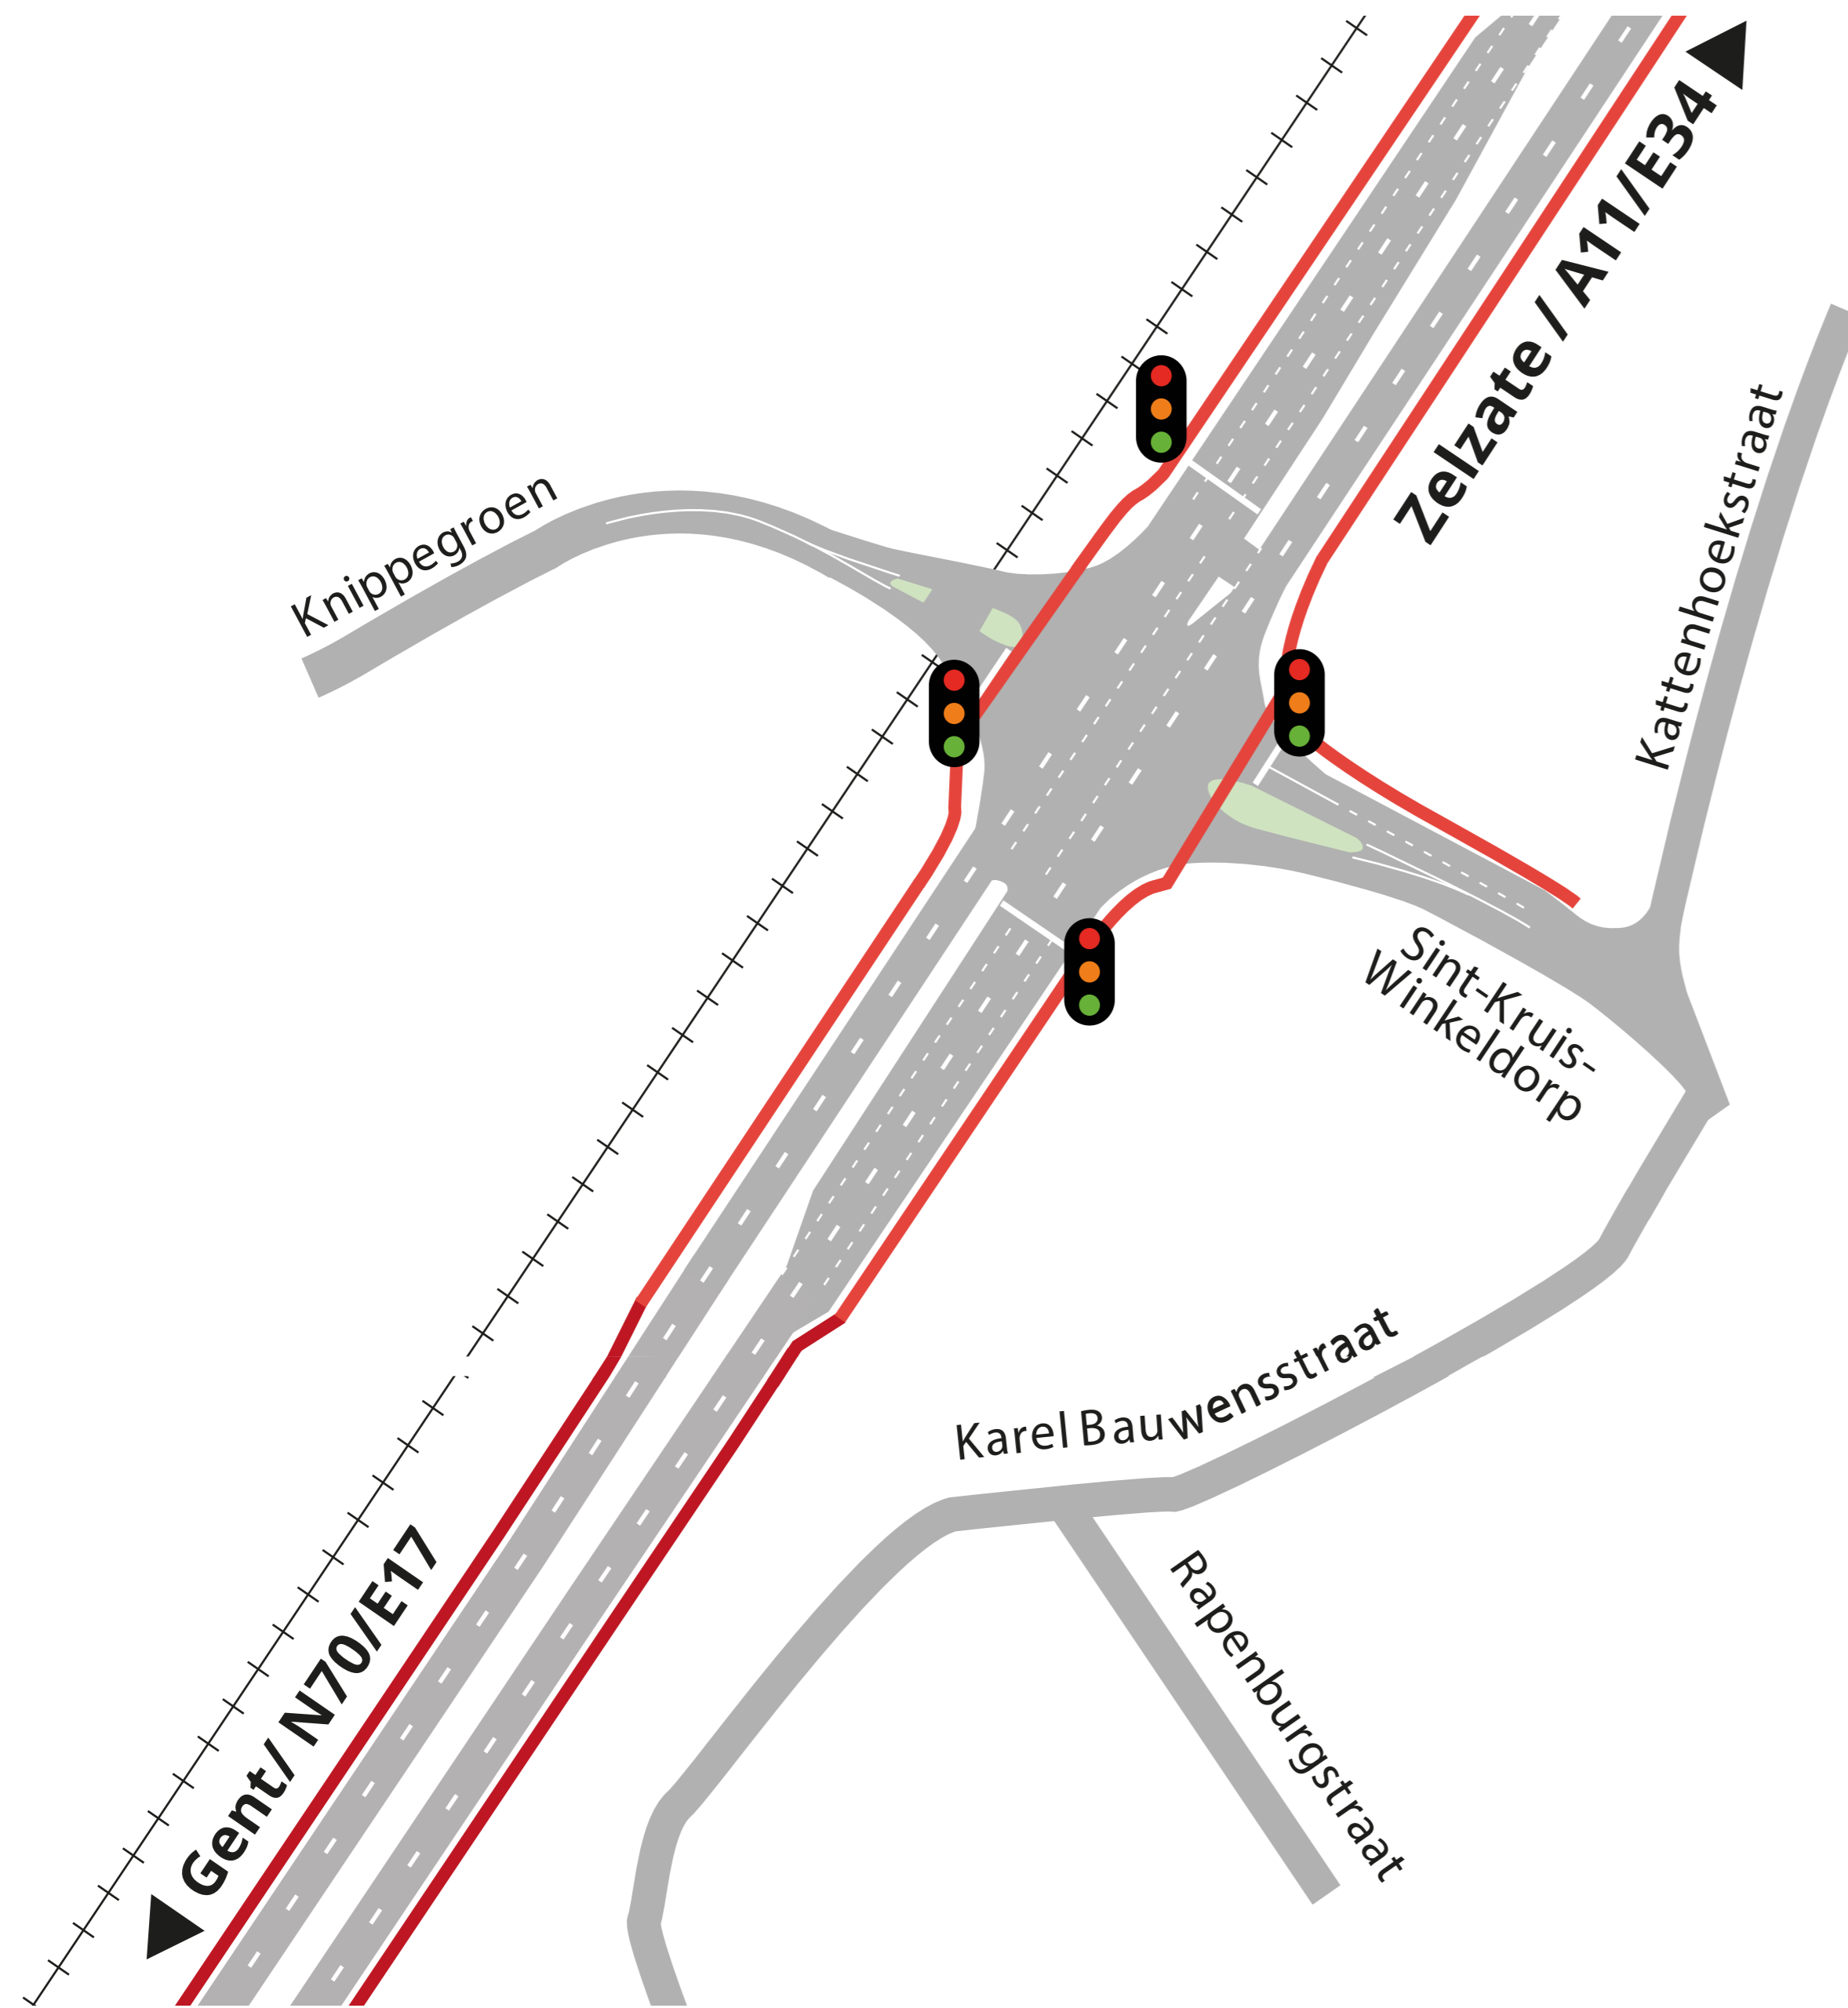 Zelzate / A11/E34
Kattenhoekstraat
Knippegroen
Sint-Kruis-
Winkeldorp
Karel Bauwensstraat
Gent/ N70/E17
Rapenburgstraat